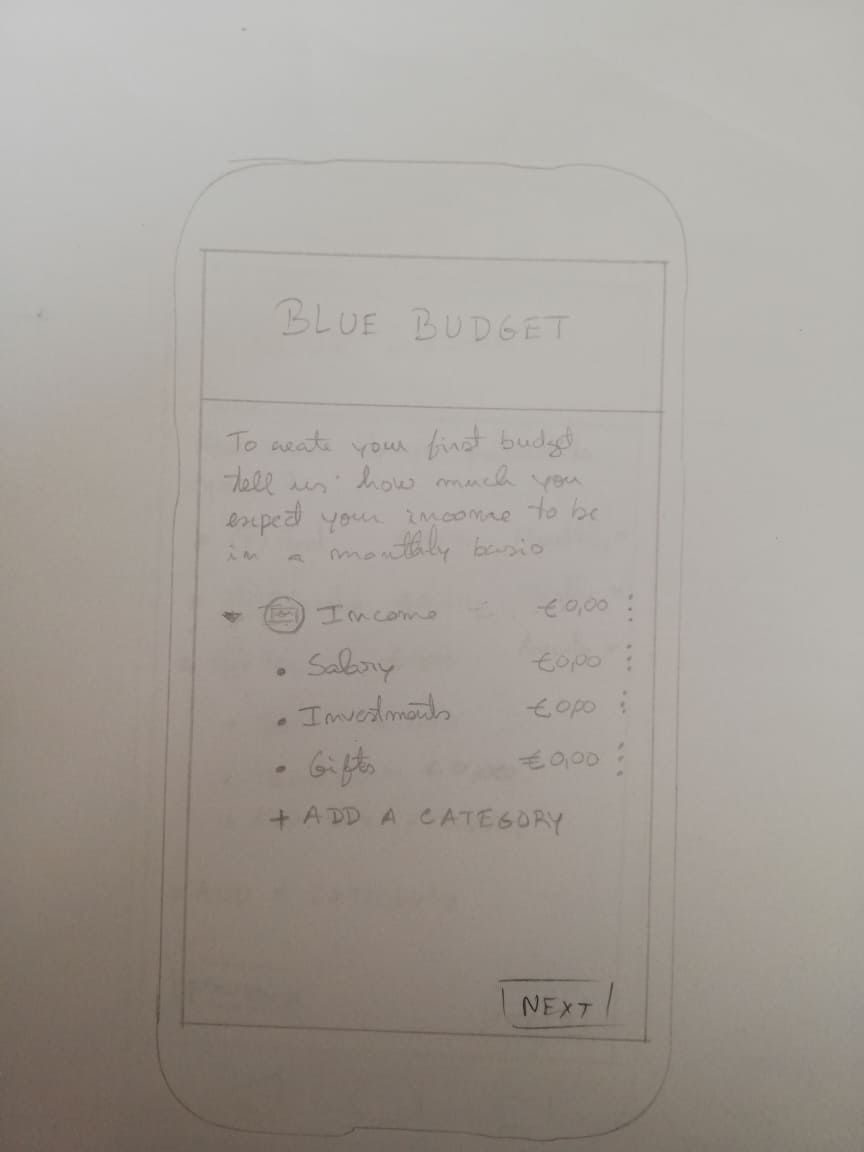 BLUE BUDGET
To create your first budget
tell us how much you
expect your income to be
in a monthly basis
Income €0,00
• Salary €0,00
• Investments €0,00
• Gifts €0,00
+ ADD A CATEGORY
NEXT